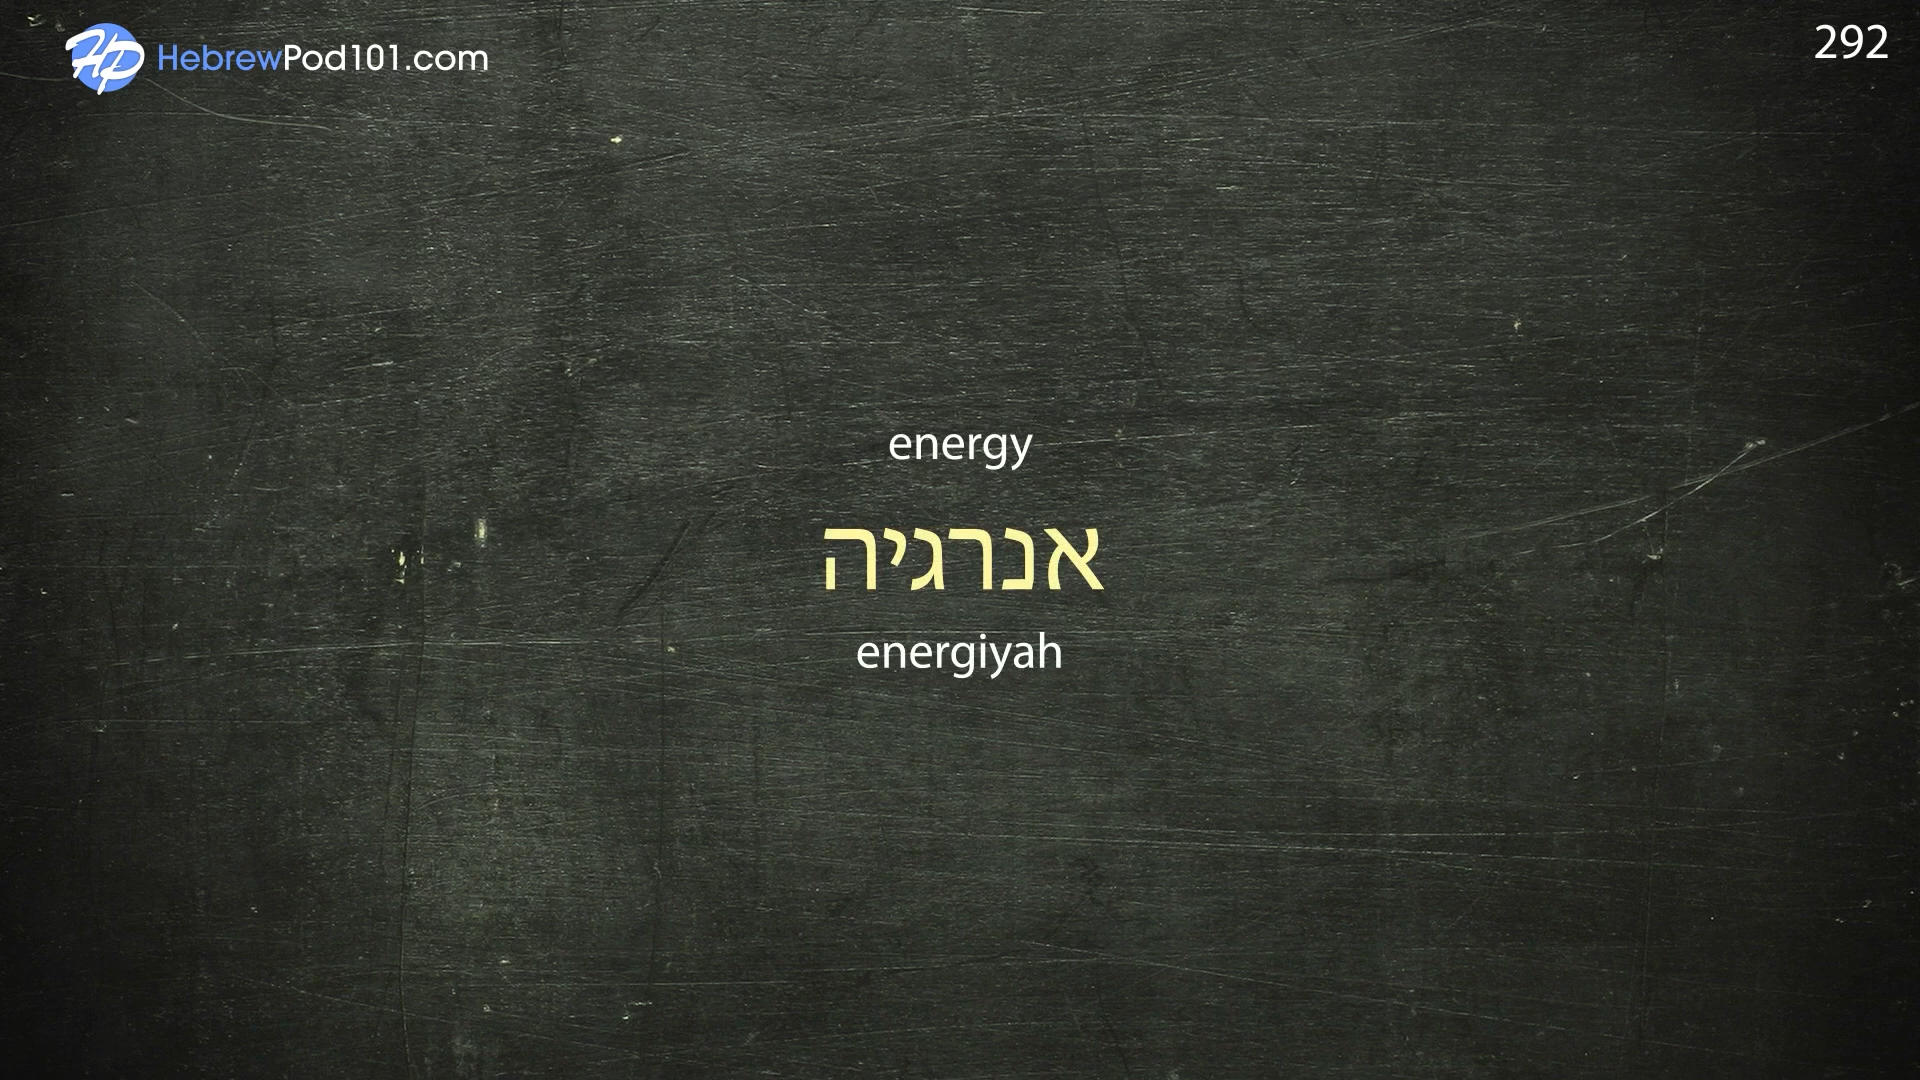 HebrewPod101.com
292
energy
אנרגיה
energiyah